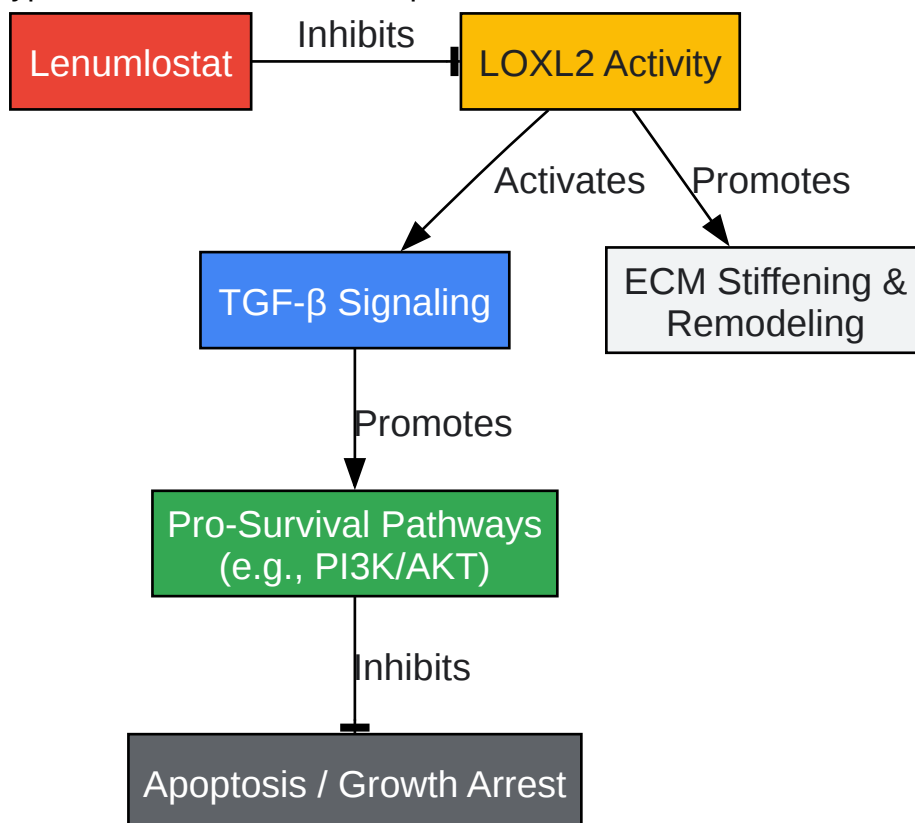 Inhibits
Lenumlostat
LOXL2 Activity
Activates
Promotes
TGF-β Signaling
ECM Stiffening &
Remodeling
Promotes
Pro-Survival Pathways
(e.g., PI3K/AKT)
Inhibits
Apoptosis / Growth Arrest